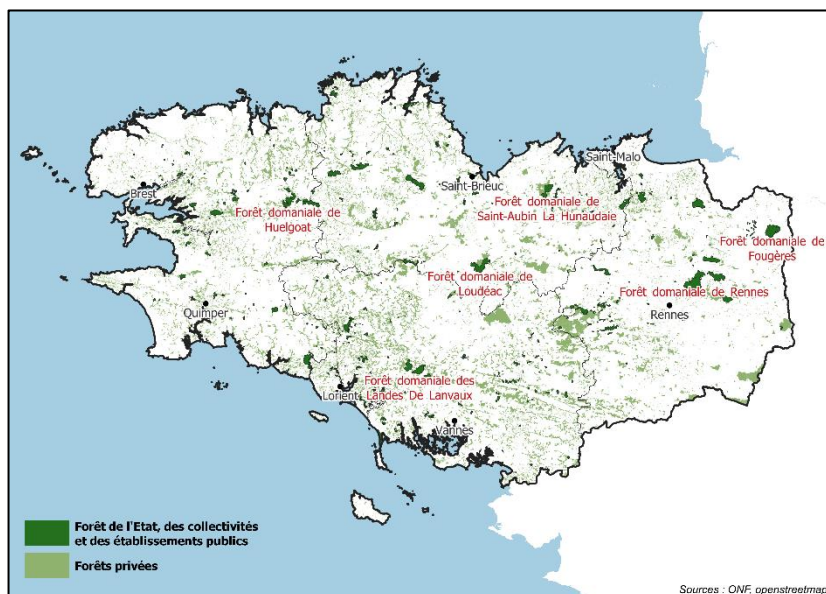 Saint-Malo
Brest
Saint-Brieuc
Forêt domaniale de
Huelgoat
Forêt domaniale de
Saint-Aubin La Hunaudaie
Forêt domaniale de
Fougères
Forêt domaniale de
Loudéac
Forêt domaniale de Rennes
Rennes
Quimper
Forêt domaniale des
Landes De Lanvaux
Lorient
Vannes
Forêt de l'Etat, des collectivités
et des établissements publics
Forêts privées
Sources : ONF, openstreetmap